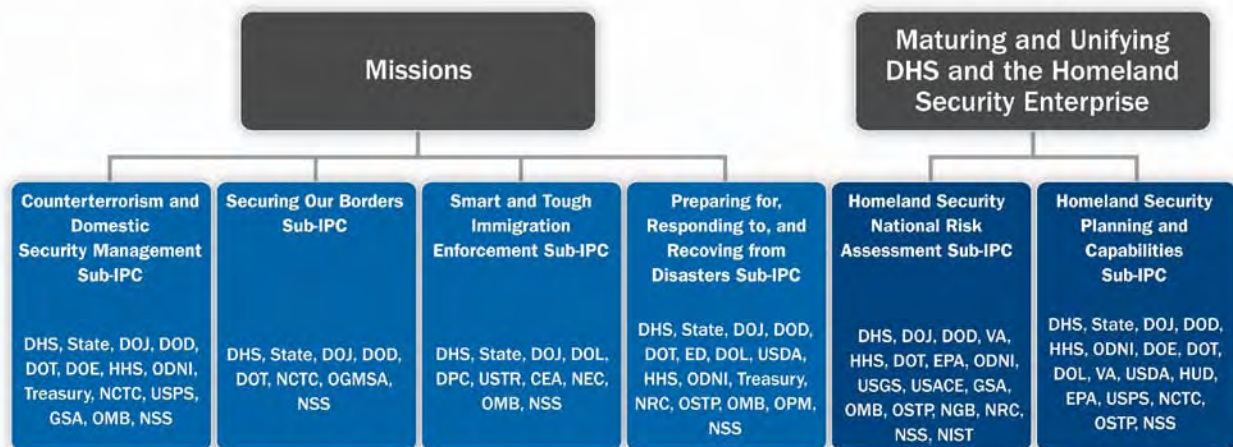 Missions
Maturing and Unifying
DHS and the Homeland
Security Enterprise
Counterterrorism and
Domestic
Security Management
Sub-IPC
DHS, State, DOJ, DOD,
DOT, DOE, HHS, ODNI,
Treasury, NCTC, USPS,
GSA, OMB, NSS
Securing Our Borders
Sub-IPC
DHS, State, DOJ, DOD,
DOT, NCTC, OGMSA,
NSS
Smart and Tough
Immigration
Enforcement Sub-IPC
DHS, State, DOJ, DOL,
DPC, USTR, CEA, NEC,
OMB, NSS
Preparing for,
Responding to, and
Recoving from
Disasters Sub-IPC
DHS, State, DOJ, DOD,
DOT, ED, DOL, USDA,
HHS, ODNI, Treasury,
NRC, OSTP, OMB, OPM,
NSS
Homeland Security
National Risk
Assessment Sub-IPC
DHS, DOJ, DOD, VA,
HHS, DOT, EPA, ODNI,
USGS, USACE, GSA,
OMB, OSTP, NGB, NRC,
NSS, NIST
Homeland Security
Planning and
Capabilities
Sub-IPC
DHS, State, DOJ, DOD,
HHS, ODNI, DOE, DOT,
DOL, VA, USDA, HUD,
EPA, USPS, NCTC,
OSTP, NSS